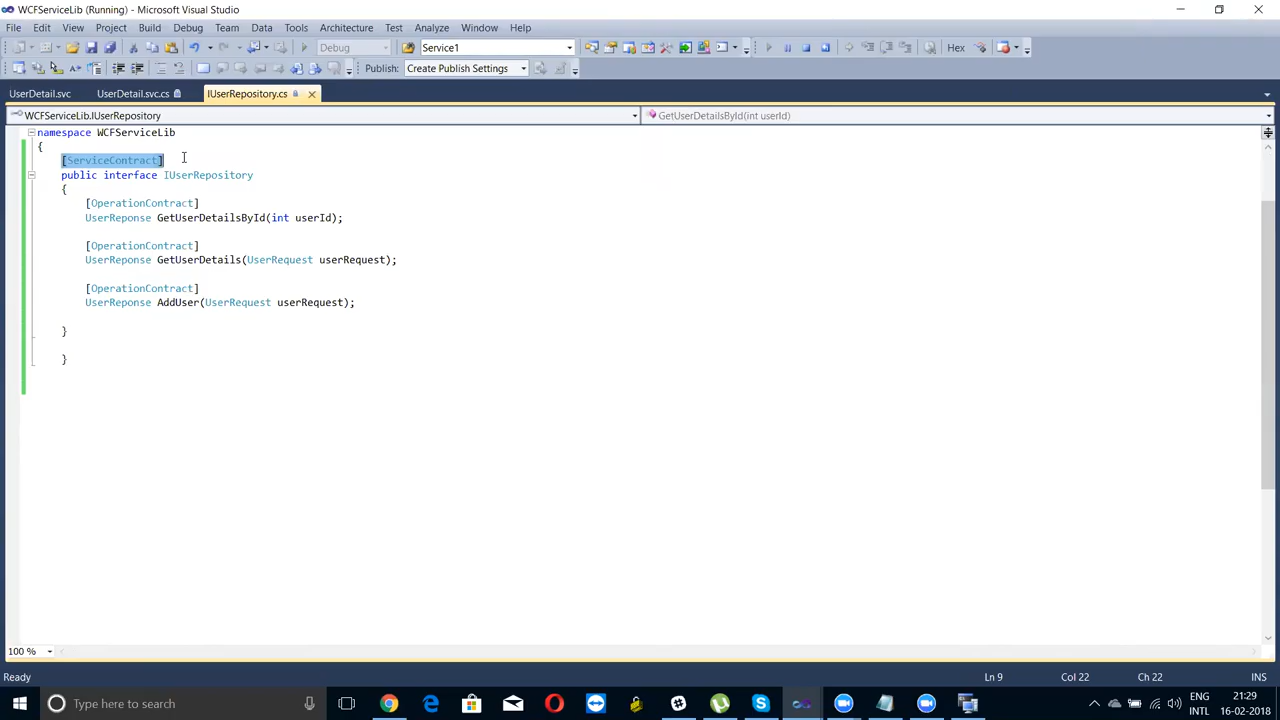 WCFServiceLib (Running) - Microsoft Visual Studio
File Edit View Project Build Debug Team Data Tools Architecture Test Analyze Window Help
Debug Service1 Hex
Publish: Create Publish Settings
UserDetail.svc UserDetail.svc.cs IUserRepository.cs
WCFServiceLib.IUserRepository GetUserDetailsById(int userId)
namespace WCFServiceLib
{
[ServiceContract]
public interface IUserRepository
{
[OperationContract]
UserReponse GetUserDetailsById(int userId);
[OperationContract]
UserReponse GetUserDetails(UserRequest userRequest);
[OperationContract]
UserReponse AddUser(UserRequest userRequest);
}
}
100 %
Ready Ln 9 Col 22 Ch 22 INS
Type here to search
ENG 21:29
INTL 16-02-2018